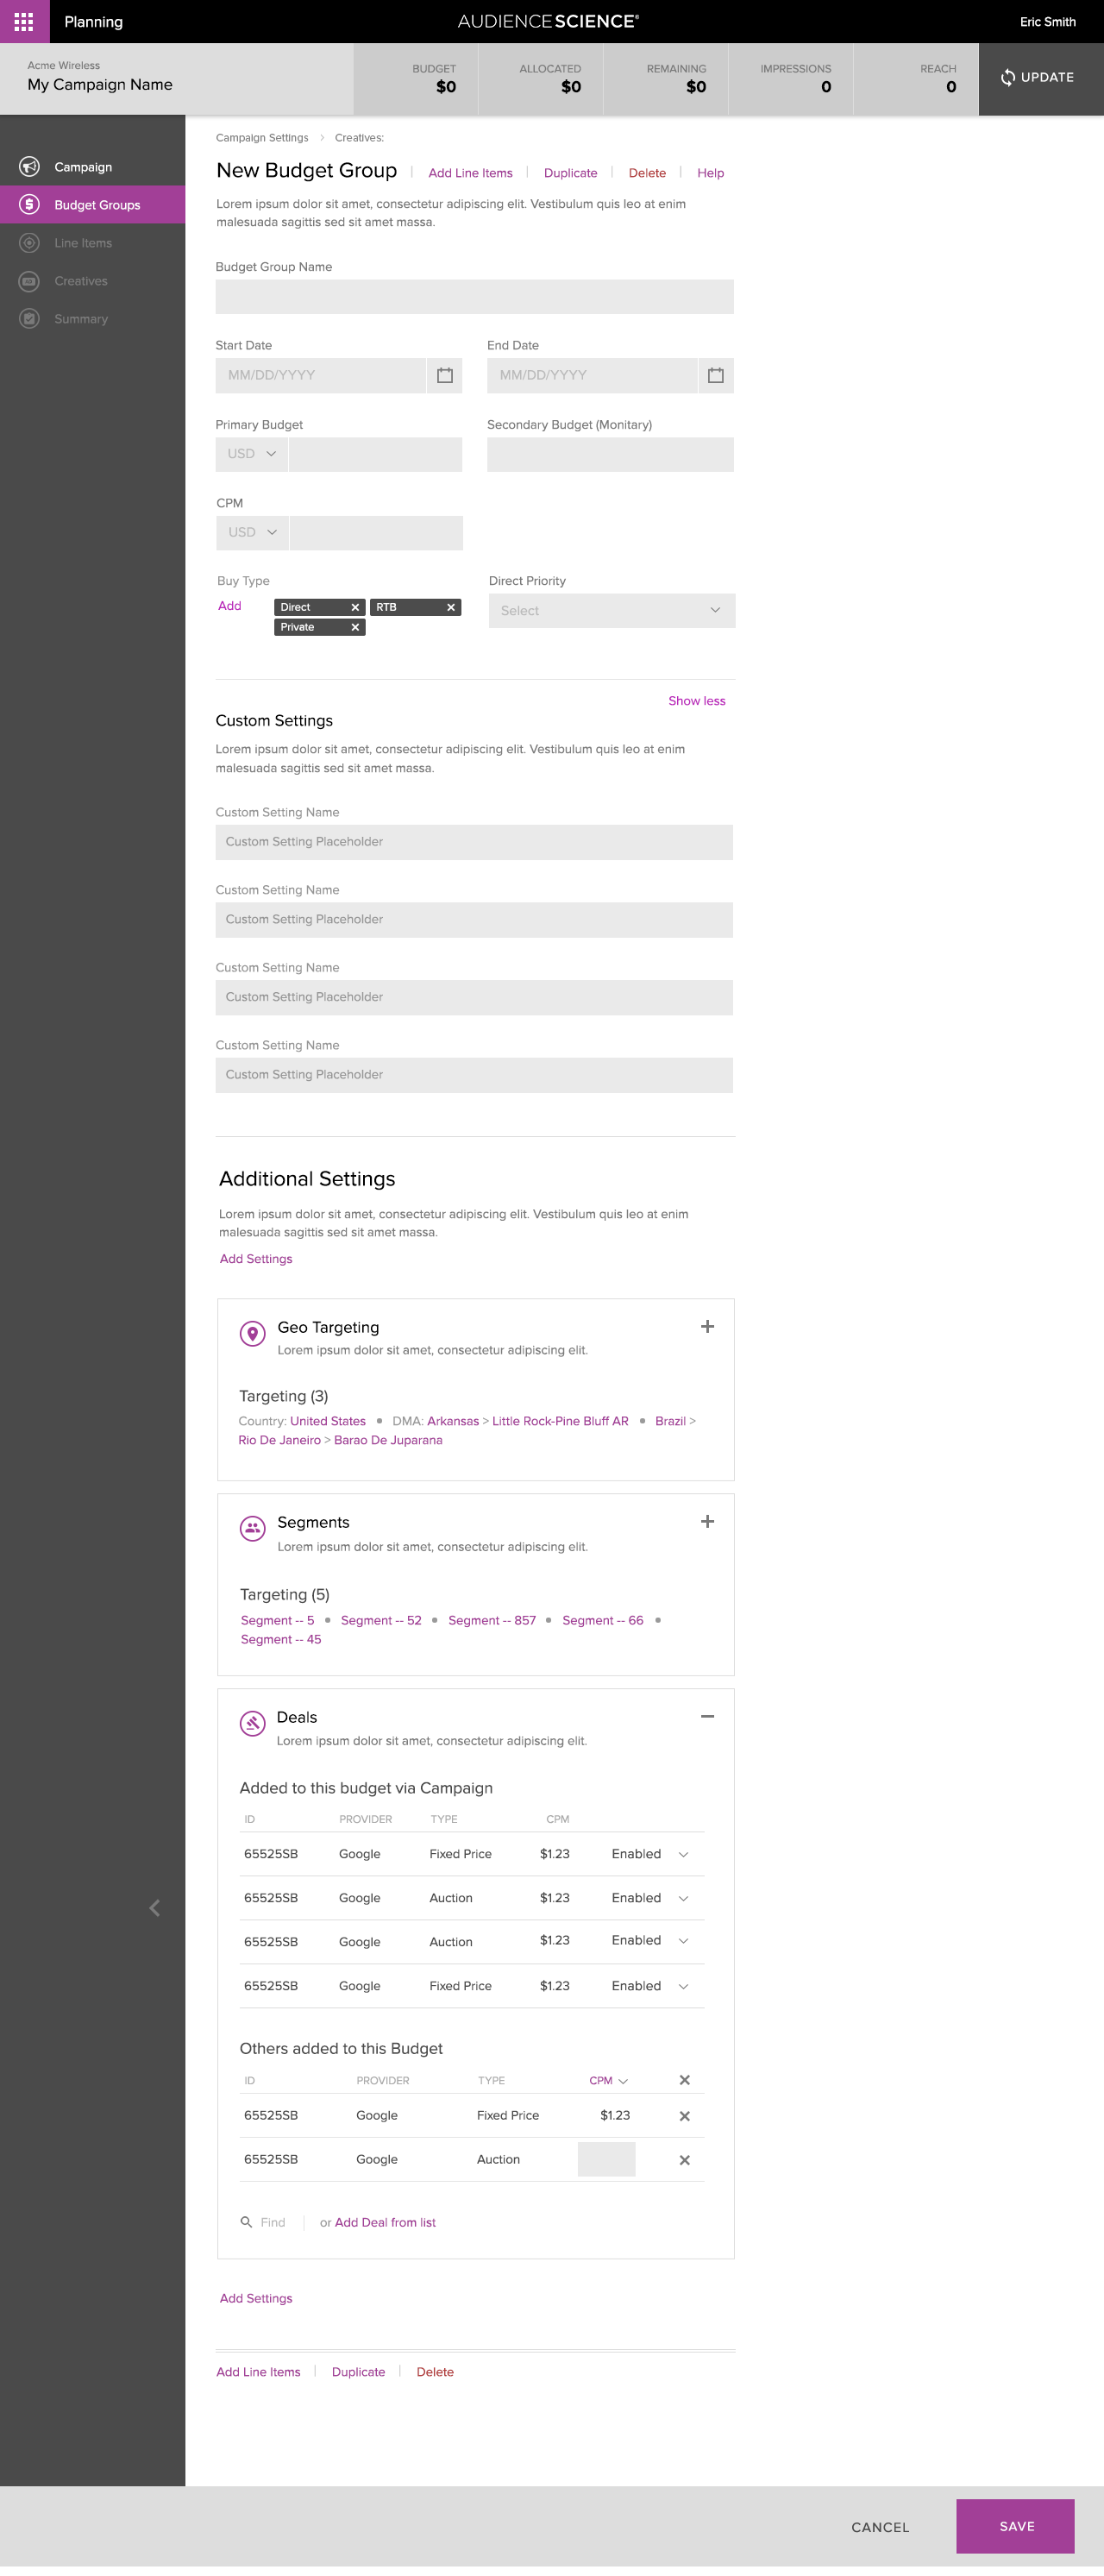 Planning
AUDIENCESCIENCE®
Eric Smith
Acme Wireless
My Campaign Name
BUDGET
$0
ALLOCATED
$0
REMAINING
$0
IMPRESSIONS
0
REACH
0
UPDATE
Campaign
Budget Groups
Line Items
Creatives
Summary
Campaign Settings > Creatives:
New Budget Group | Add Line Items | Duplicate | Delete | Help
Lorem ipsum dolor sit amet, consectetur adipiscing elit. Vestibulum quis leo at enim
malesuada sagittis sed sit amet massa.
Budget Group Name
Start Date End Date
MM/DD/YYYY MM/DD/YYYY
Primary Budget Secondary Budget (Monitary)
USD
CPM
USD
Buy Type Direct Priority
Add Direct × RTB × Select
Private ×
Show less
Custom Settings
Lorem ipsum dolor sit amet, consectetur adipiscing elit. Vestibulum quis leo at enim
malesuada sagittis sed sit amet massa.
Custom Setting Name
Custom Setting Placeholder
Custom Setting Name
Custom Setting Placeholder
Custom Setting Name
Custom Setting Placeholder
Custom Setting Name
Custom Setting Placeholder
Additional Settings
Lorem ipsum dolor sit amet, consectetur adipiscing elit. Vestibulum quis leo at enim
malesuada sagittis sed sit amet massa.
Add Settings
Geo Targeting
Lorem ipsum dolor sit amet, consectetur adipiscing elit.
Targeting (3)
Country: United States • DMA: Arkansas > Little Rock-Pine Bluff AR • Brazil >
Rio De Janeiro > Barao De Juparana
Segments
Lorem ipsum dolor sit amet, consectetur adipiscing elit.
Targeting (5)
Segment -- 5 • Segment -- 52 • Segment -- 857 • Segment -- 66 •
Segment -- 45
Deals
Lorem ipsum dolor sit amet, consectetur adipiscing elit.
Added to this budget via Campaign
ID PROVIDER TYPE CPM
65525SB Google Fixed Price $1.23 Enabled
65525SB Google Auction $1.23 Enabled
65525SB Google Auction $1.23 Enabled
65525SB Google Fixed Price $1.23 Enabled
Others added to this Budget
ID PROVIDER TYPE CPM ×
65525SB Google Fixed Price $1.23 ×
65525SB Google Auction ×
Find | or Add Deal from list
Add Settings
Add Line Items | Duplicate | Delete
CANCEL
SAVE